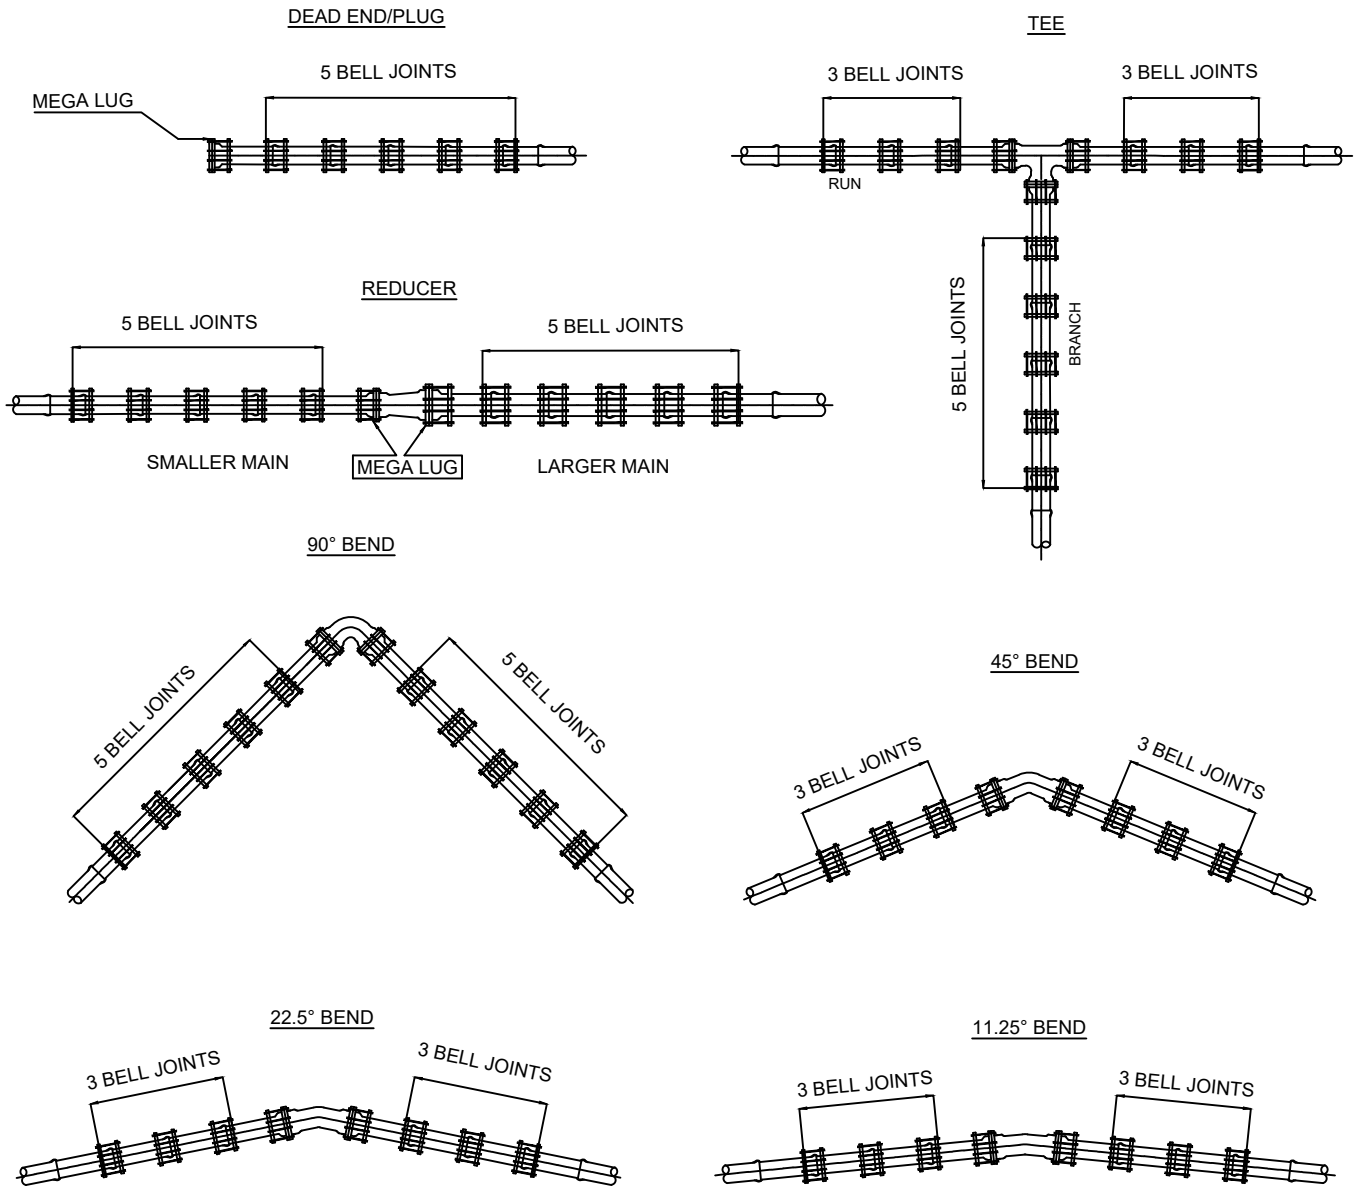 DEAD END/PLUG
5 BELL JOINTS
MEGA LUG
TEE
3 BELL JOINTS
3 BELL JOINTS
RUN
5 BELL JOINTS
BRANCH
REDUCER
5 BELL JOINTS
5 BELL JOINTS
SMALLER MAIN
MEGA LUG
LARGER MAIN
90° BEND
5 BELL JOINTS
5 BELL JOINTS
45° BEND
3 BELL JOINTS
3 BELL JOINTS
22.5° BEND
3 BELL JOINTS
3 BELL JOINTS
11.25° BEND
3 BELL JOINTS
3 BELL JOINTS